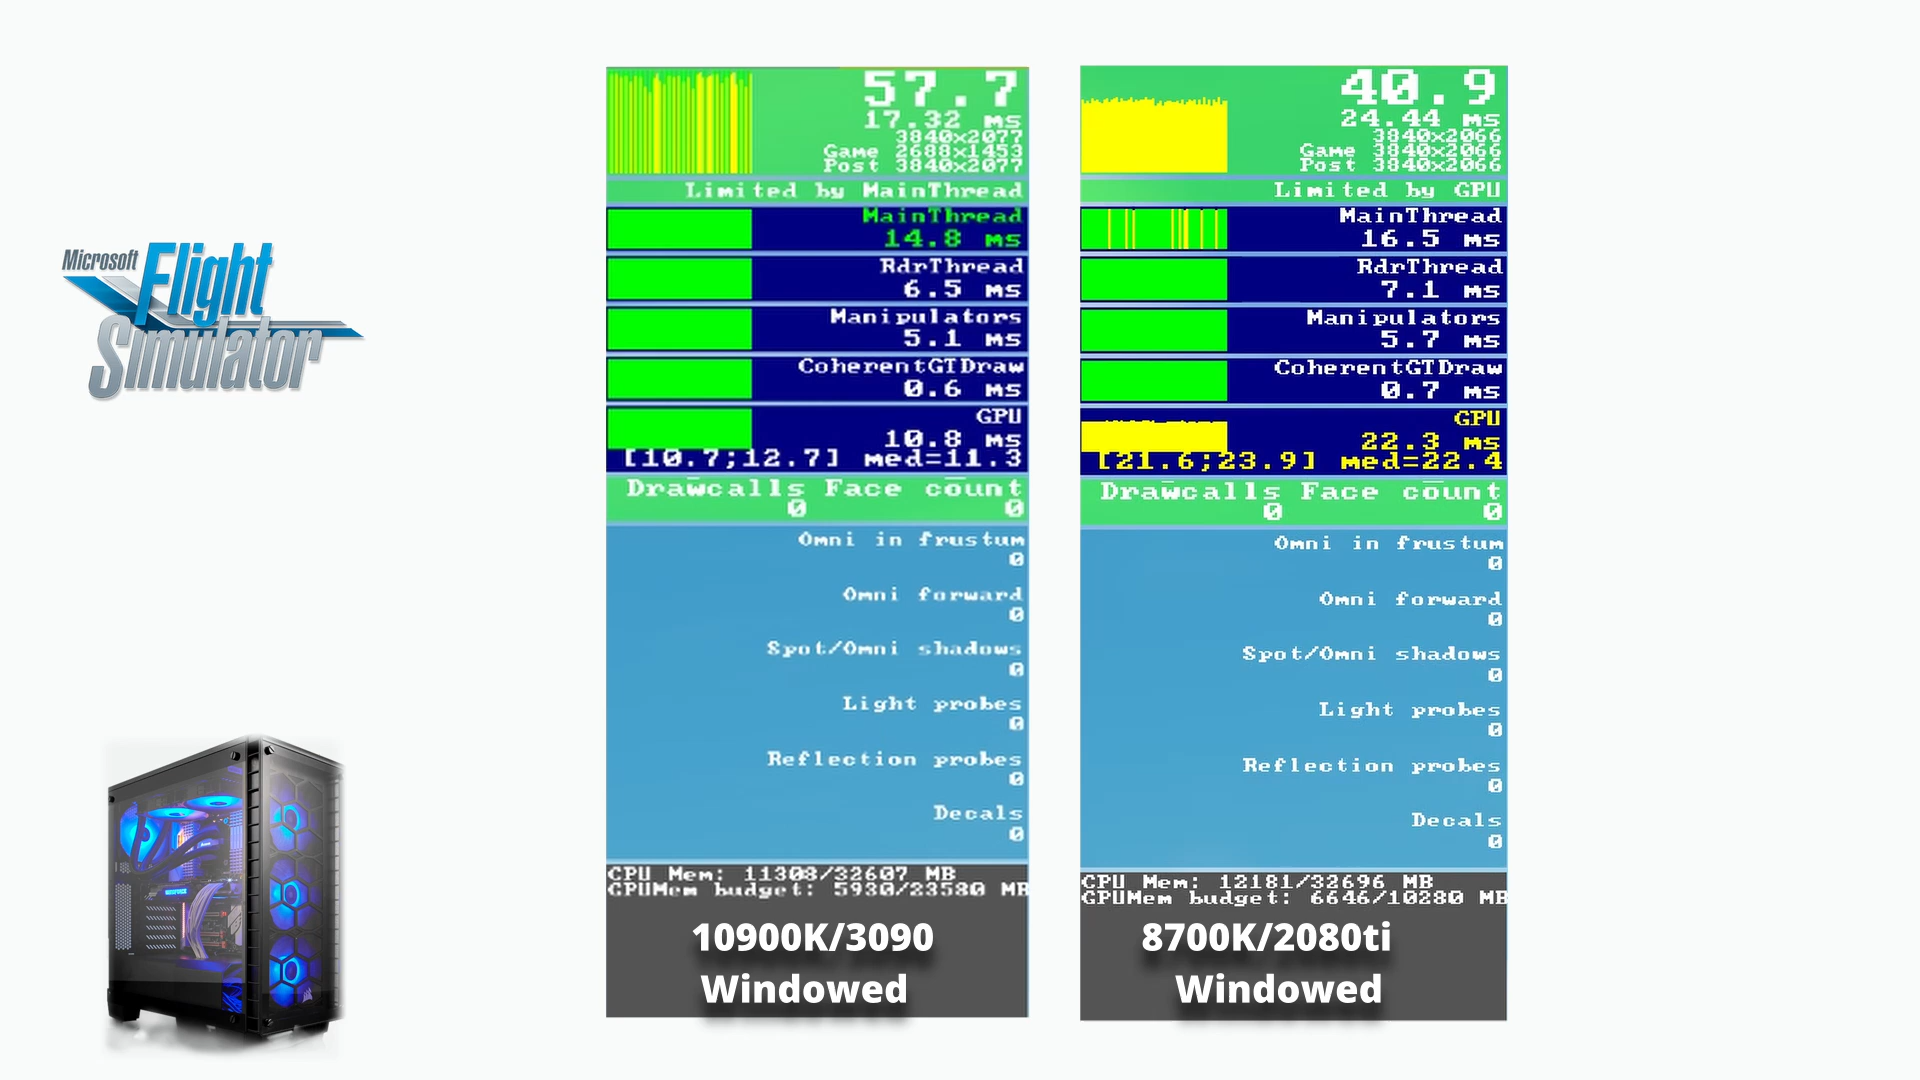 Microsoft
Flight
Simulator
57.7
17.32 ms
3840x2077
Game 2688x1453
Post 3840x2077
Limited by MainThread
MainThread
14.8 ms
RdrThread
6.5 ms
Manipulators
5.1 ms
CoherentGTDraw
0.6 ms
GPU
10.8 ms
[10.7;12.7] med=11.3
Drawcalls Face count
0 0
Omni in frustum
0
Omni forward
0
Spot/Omni shadows
0
Light probes
0
Reflection probes
0
Decals
0
CPU Mem: 11308/32607 MB
GPUMem budget: 5930/23580 MB
10900K/3090
Windowed
40.9
24.44 ms
3840x2066
Game 3840x2066
Post 3840x2066
Limited by GPU
MainThread
16.5 ms
RdrThread
7.1 ms
Manipulators
5.7 ms
CoherentGTDraw
0.7 ms
GPU
22.3 ms
[21.6;23.9] med=22.4
Drawcalls Face count
0 0
Omni in frustum
0
Omni forward
0
Spot/Omni shadows
0
Light probes
0
Reflection probes
0
Decals
0
CPU Mem: 12181/32696 MB
GPUMem budget: 6646/10280 MB
8700K/2080ti
Windowed